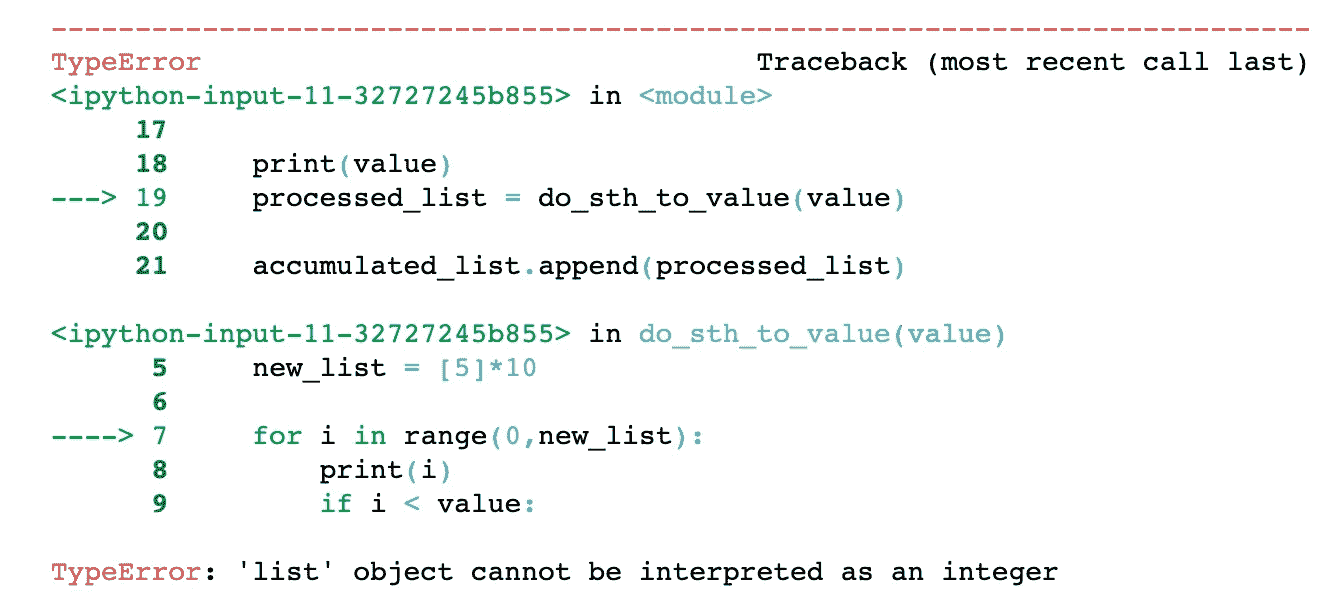 ---------------------------------------------------------------------------
TypeError                                 Traceback (most recent call last)
<ipython-input-11-32727245b855> in <module>
     17
     18     print(value)
---> 19     processed_list = do_sth_to_value(value)
     20
     21     accumulated_list.append(processed_list)

<ipython-input-11-32727245b855> in do_sth_to_value(value)
      5     new_list = [5]*10
      6
----> 7     for i in range(0,new_list):
      8         print(i)
      9         if i < value:

TypeError: 'list' object cannot be interpreted as an integer